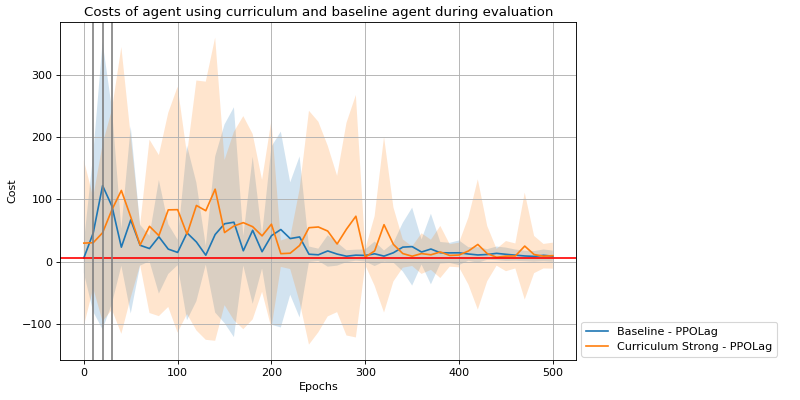 Costs of agent using curriculum and baseline agent during evaluation
Cost
300
200
100
0
−100
0
100
200
300
400
500
Epochs
Baseline - PPOLag
Curriculum Strong - PPOLag